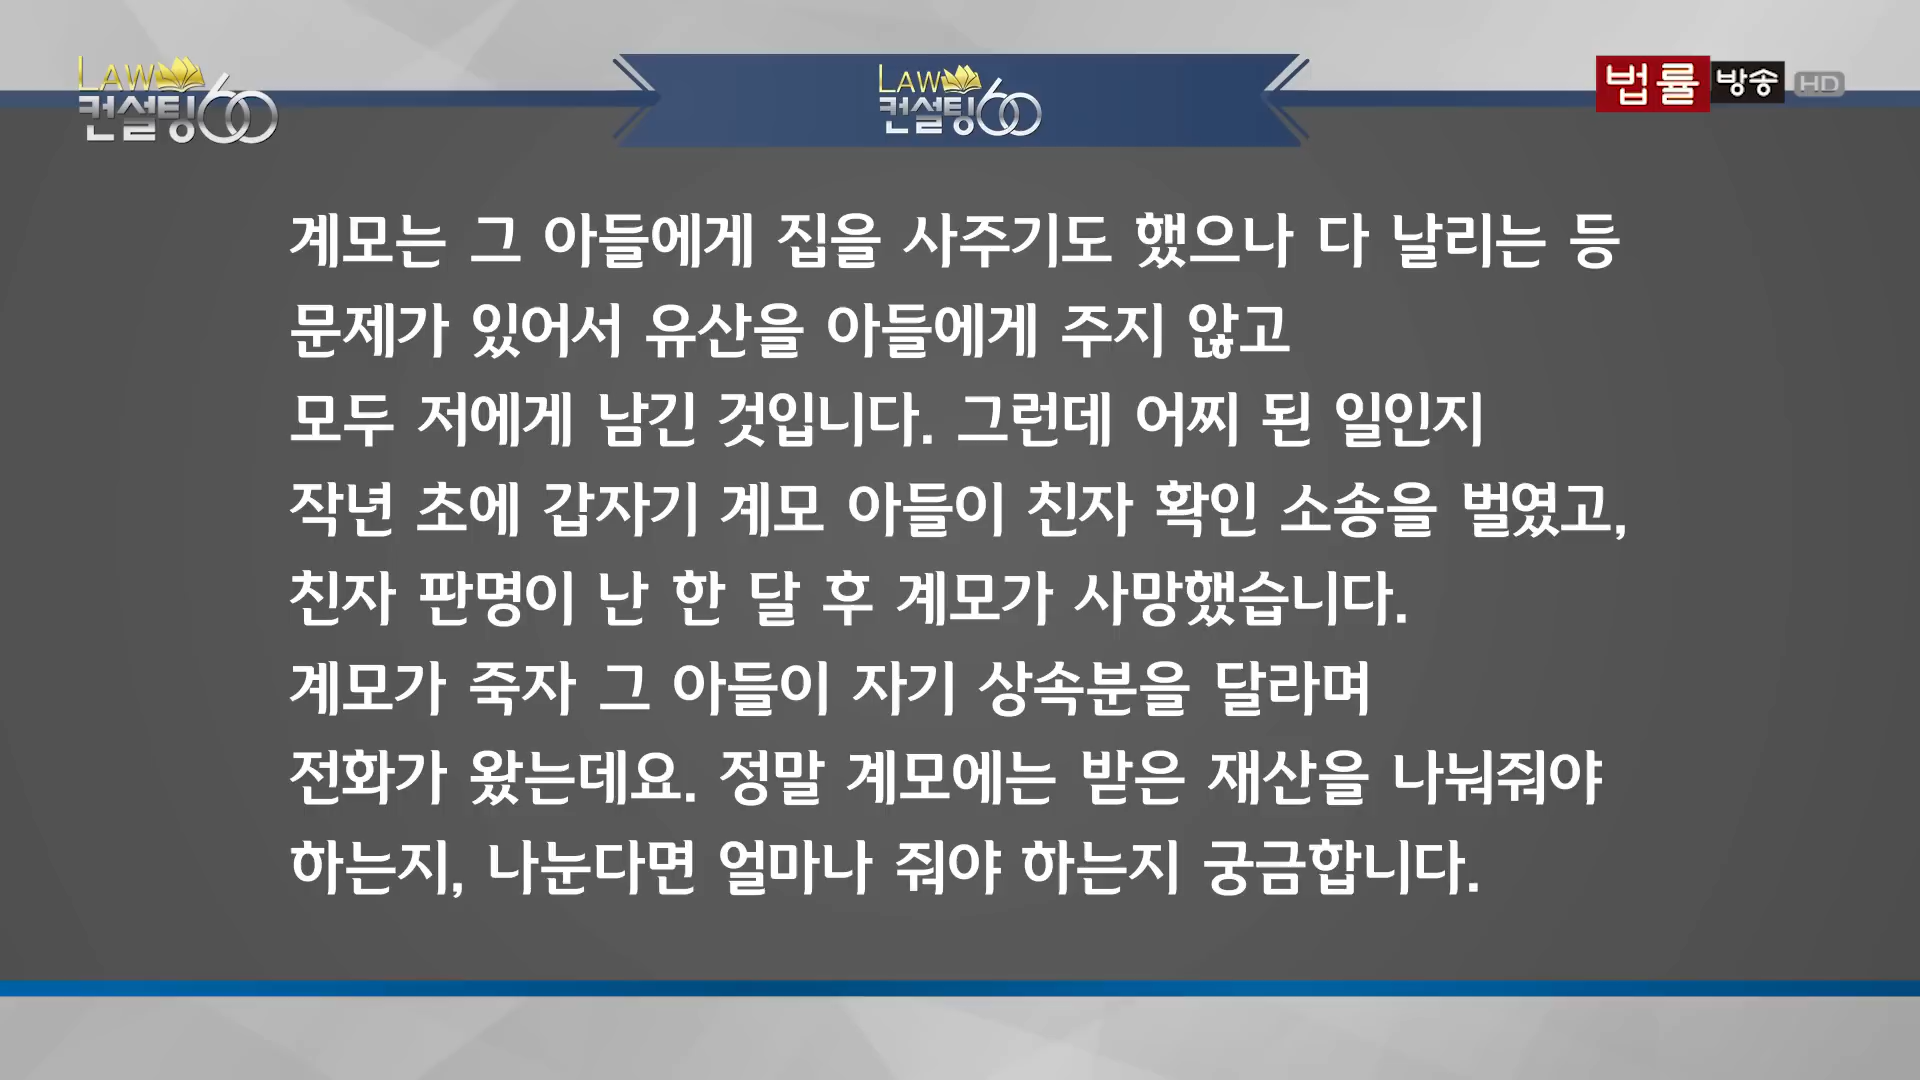 LAW
컨설팅60
LAW
컨설팅60
법률방송 HD
계모는 그 아들에게 집을 사주기도 했으나 다 날리는 등
문제가 있어서 유산을 아들에게 주지 않고
모두 저에게 남긴 것입니다. 그런데 어찌 된 일인지
작년 초에 갑자기 계모 아들이 친자 확인 소송을 벌였고,
친자 판명이 난 한 달 후 계모가 사망했습니다.
계모가 죽자 그 아들이 자기 상속분을 달라며
전화가 왔는데요. 정말 계모에는 받은 재산을 나눠줘야
하는지, 나눈다면 얼마나 줘야 하는지 궁금합니다.